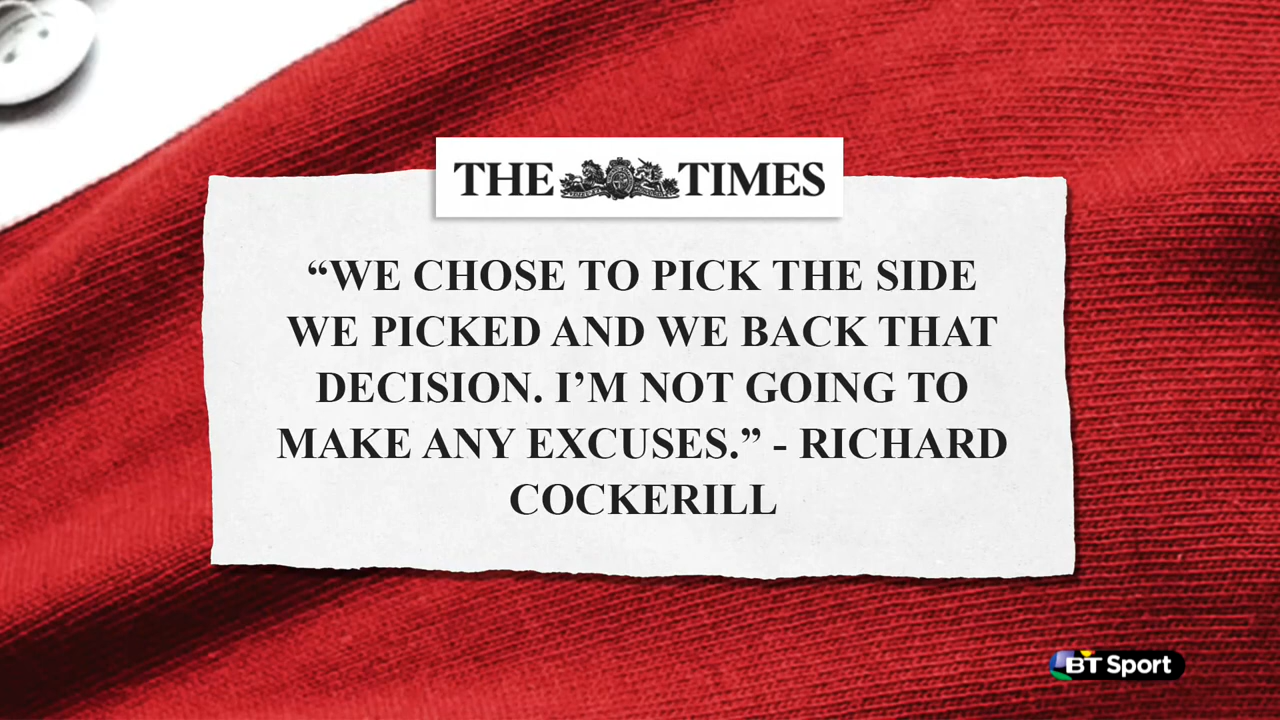 THE TIMES
“WE CHOSE TO PICK THE SIDE
WE PICKED AND WE BACK THAT
DECISION. I’M NOT GOING TO
MAKE ANY EXCUSES.” - RICHARD
COCKERILL
BT Sport